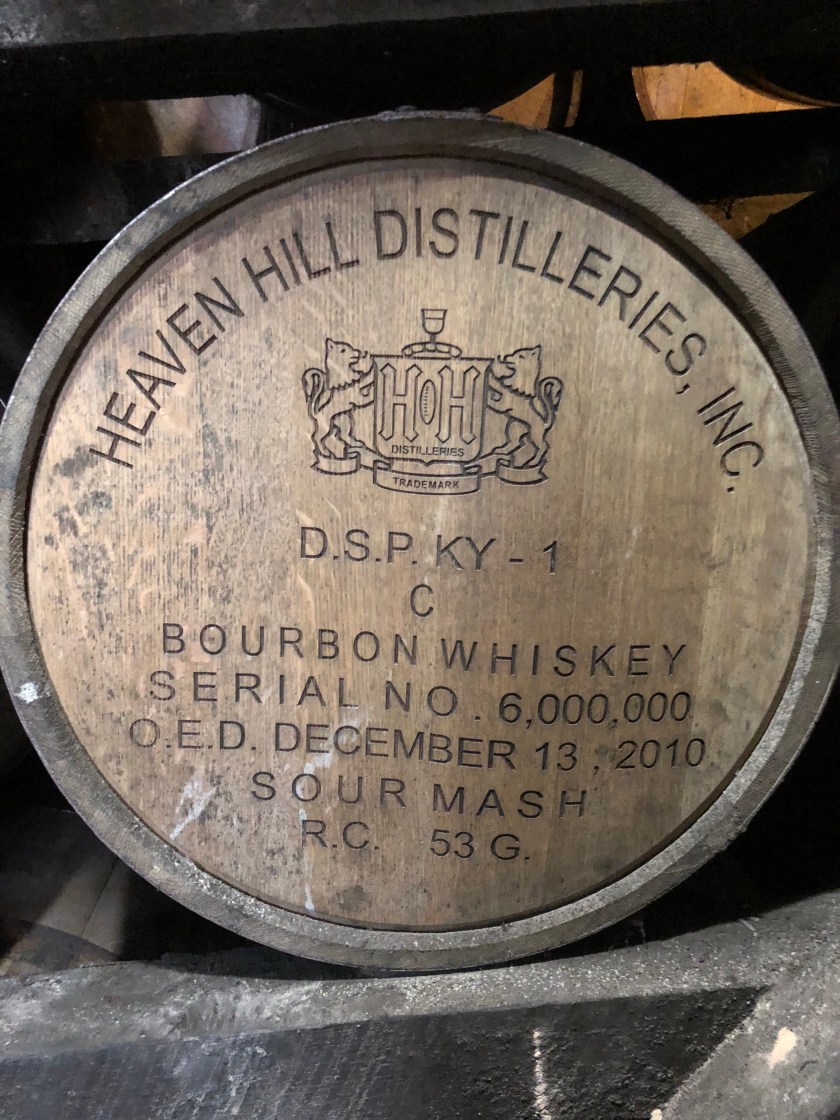 HEAVEN HILL DISTILLERIES, INC.
H H
DISTILLERIES
TRADEMARK
D.S.P. KY - 1
C
BOURBON WHISKEY
SERIAL NO. 6,000,000
O.E.D. DECEMBER 13, 2010
SOUR MASH
R.C. 53 G.